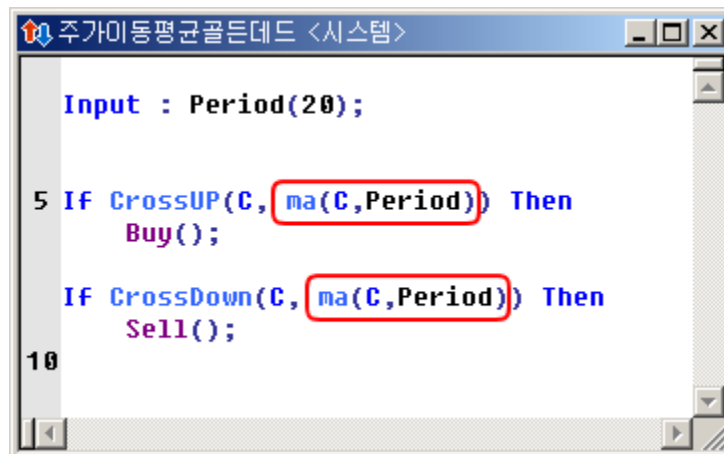 주가이동평균골든데드 <시스템>
Input : Period(20);
5 If CrossUP(C, ma(C,Period)) Then
Buy();
If CrossDown(C, ma(C,Period)) Then
Sell();
10